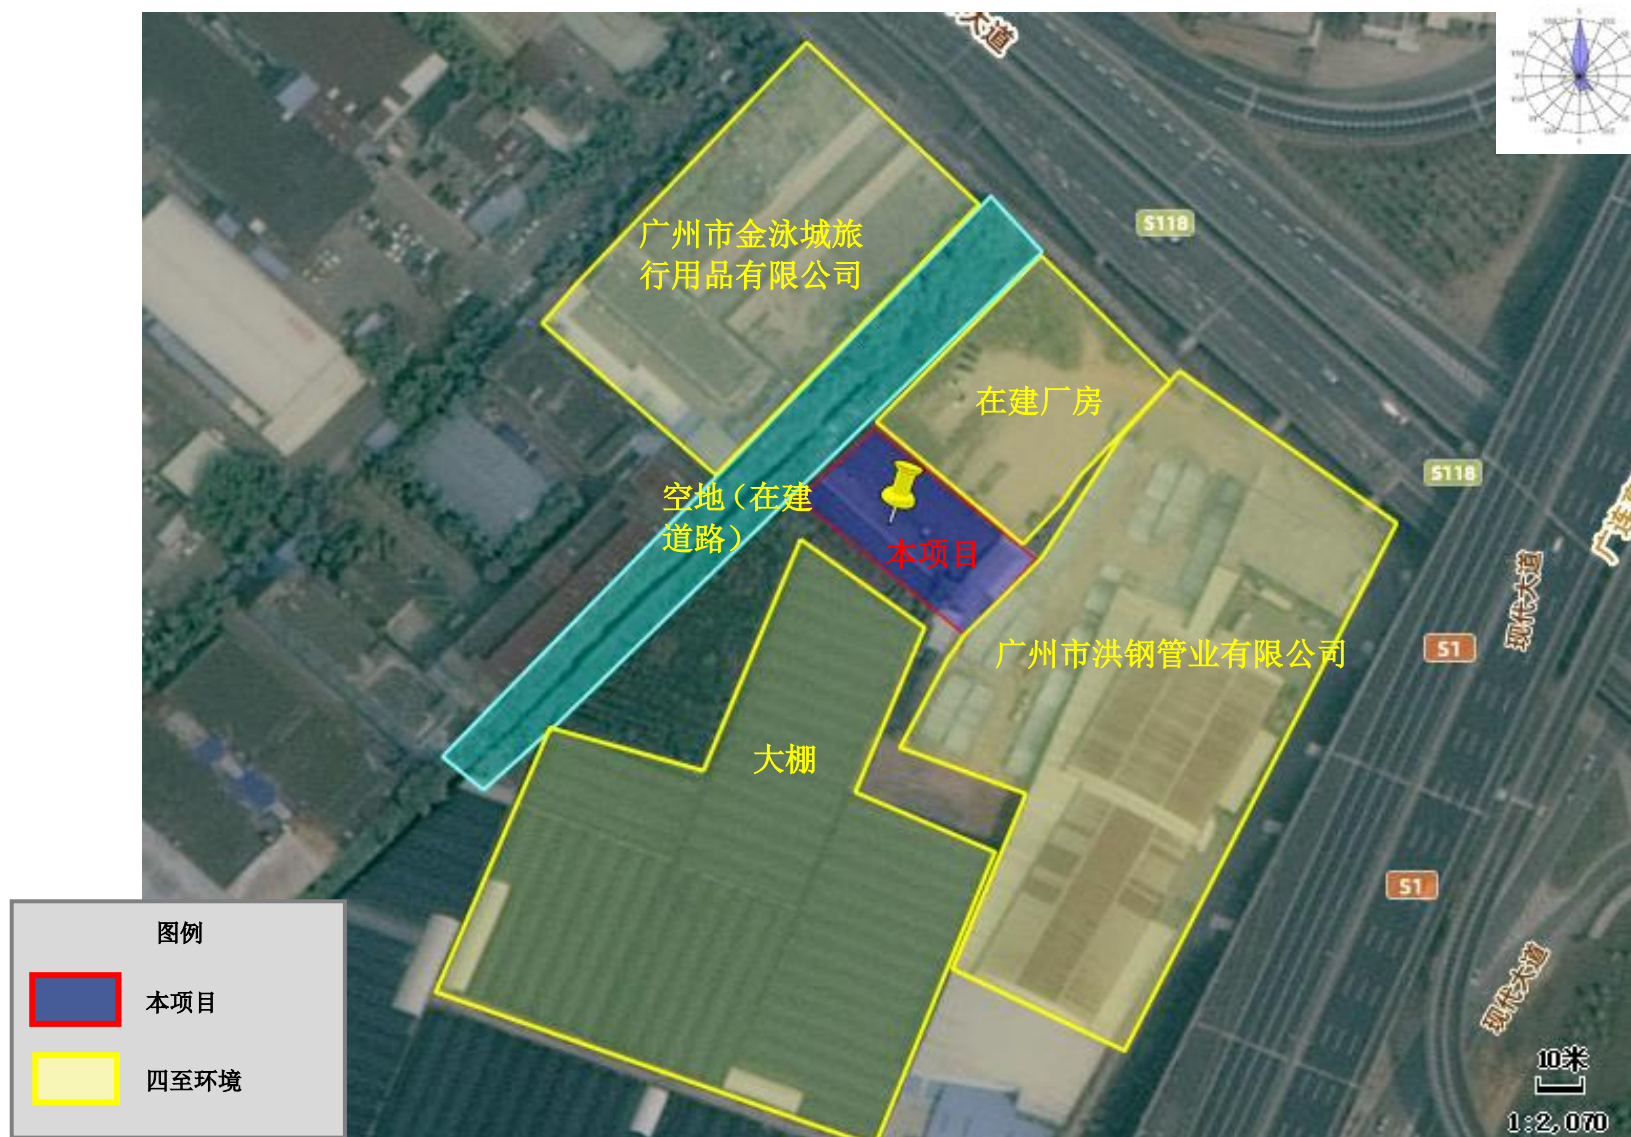 大道
S118
广州市金泳城旅
行用品有限公司
在建厂房
S118
空地（在建
道路）
本项目
现代大道
广连
S1
广州市洪钢管业有限公司
大棚
S1
图例
本项目
四至环境
现代大道
10米
1:2,070